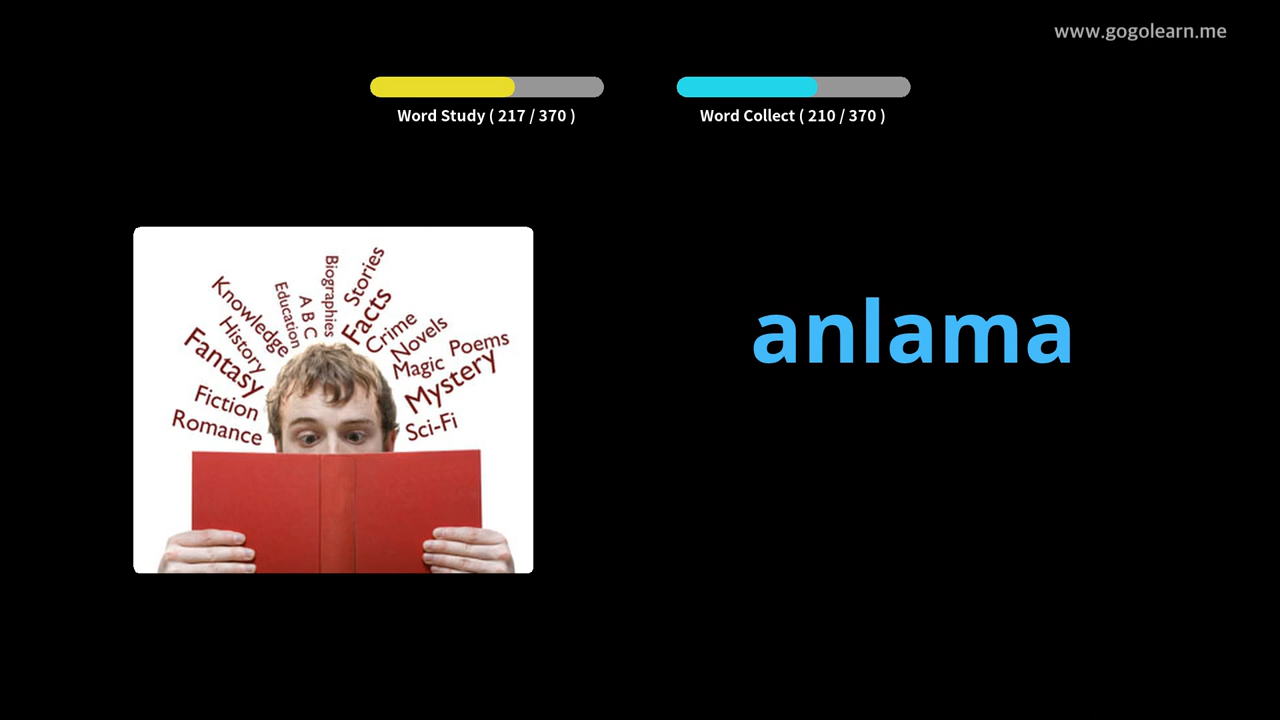 www.gogolearn.me
Word Study ( 217 / 370 )
Word Collect ( 210 / 370 )
Knowledge
Education
A B C
Biographies
Stories
Facts
Crime
Novels
Poems
Magic
Mystery
Sci-Fi
History
Fantasy
Fiction
Romance
anlama